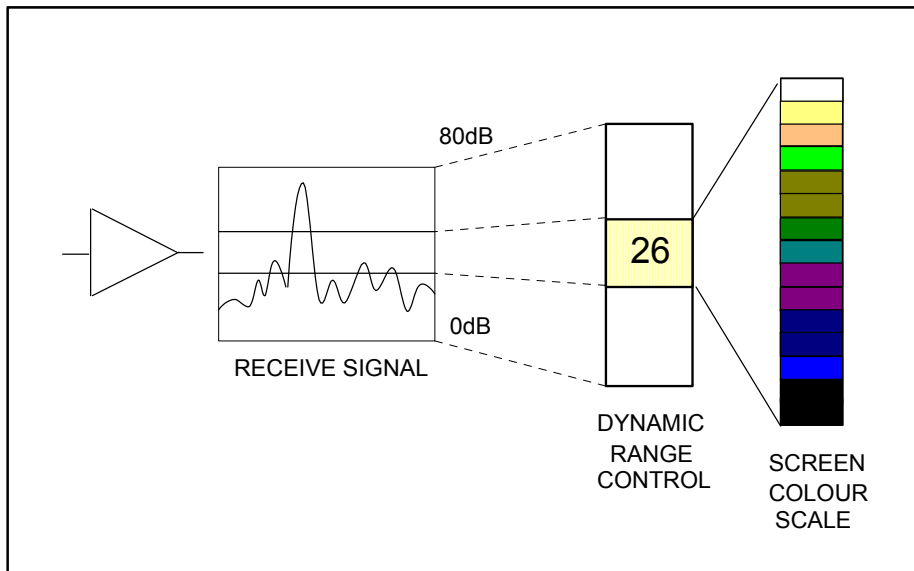 80dB
26
0dB
RECEIVE SIGNAL
DYNAMIC
RANGE
CONTROL
SCREEN
COLOUR
SCALE